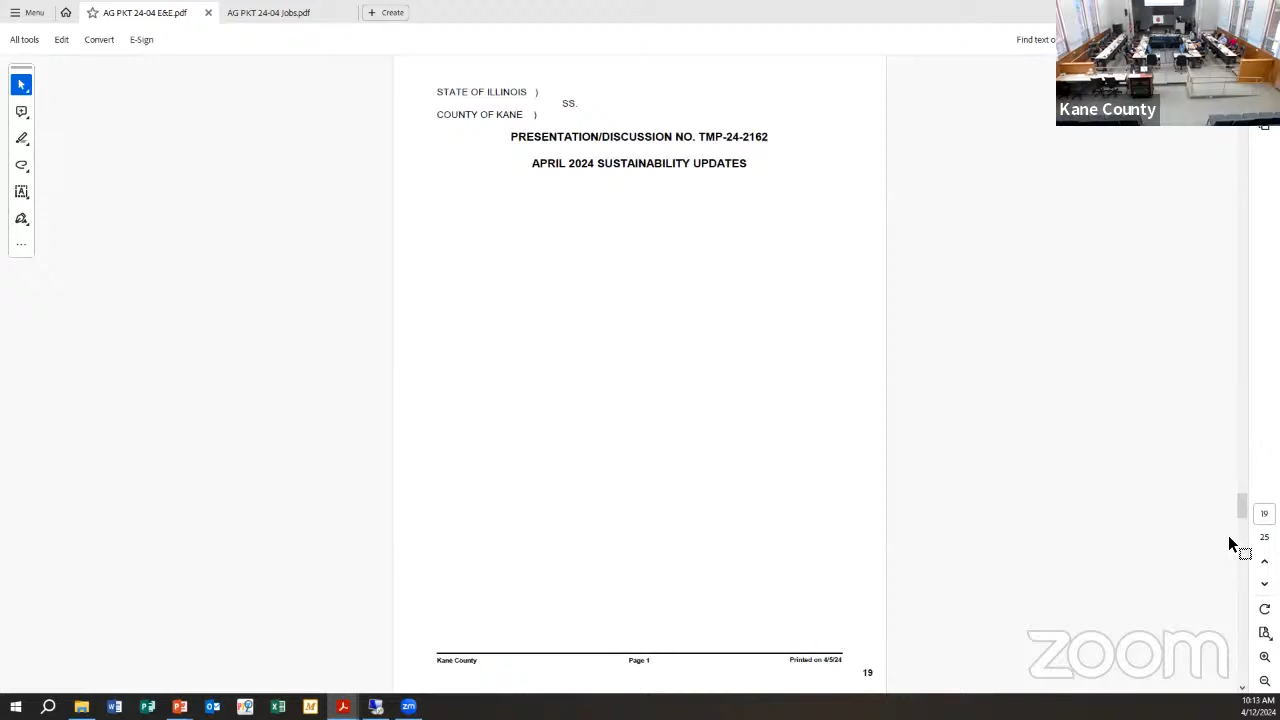 Menu
AG PKT 24-04 E&E.pdf
AG PKT 24-04 Jobs.pdf
Create
All tools
Edit
Convert
E-Sign
Find text o
Kane County
STATE OF ILLINOIS )
SS.
COUNTY OF KANE )
PRESENTATION/DISCUSSION NO. TMP-24-2162
APRIL 2024 SUSTAINABILITY UPDATES
19
25
Kane County
Page 1
Printed on 4/5/24
19
zoom
10:13 AM
4/12/2024